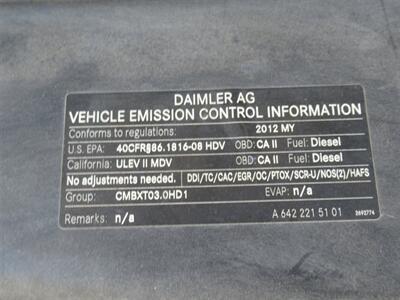 DAIMLER AG
VEHICLE EMISSION CONTROL INFORMATION
Conforms to regulations: 2012 MY
U.S. EPA: 40CFR§86.1816-08 HDV OBD: CA II Fuel: Diesel
California: ULEV II MDV OBD: CA II Fuel: Diesel
No adjustments needed. DDI/TC/CAC/EGR/OC/PTOX/SCR-U/NOS(2)/HAFS
Group: CMBXT03.0HD1 EVAP: n/a
Remarks: n/a A 642 221 51 01 2692774